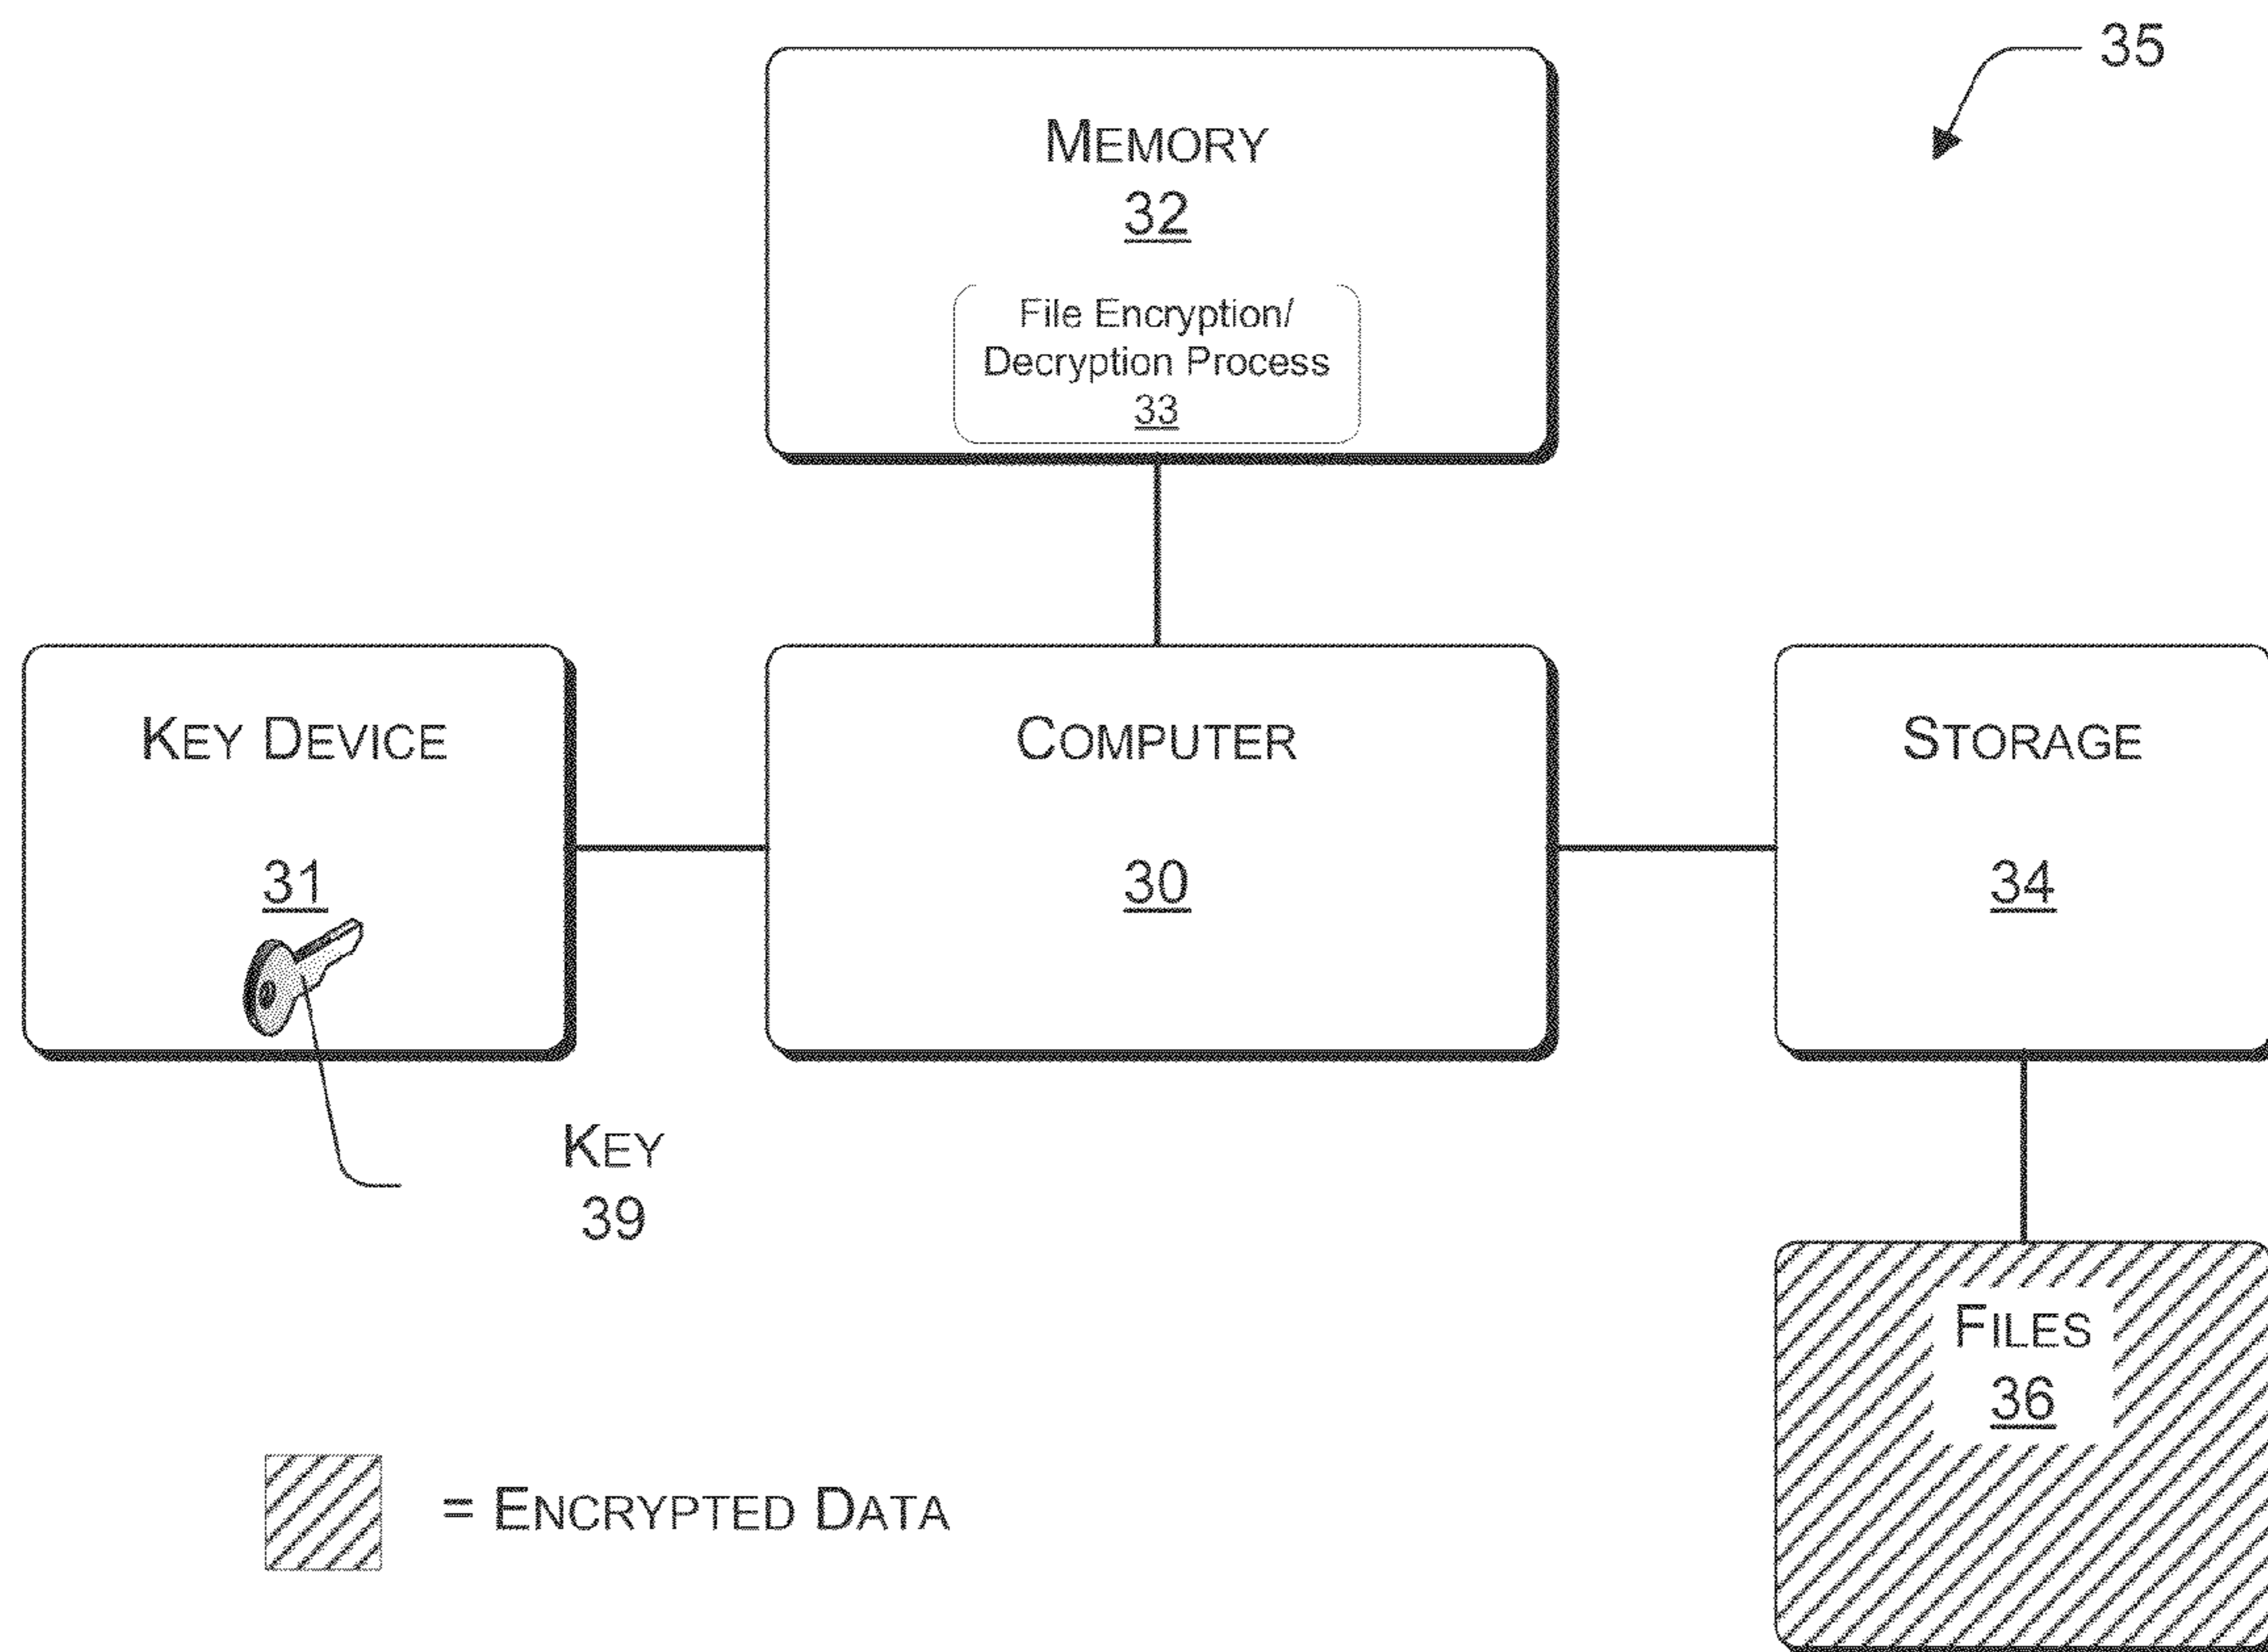 35
MEMORY
32
File Encryption/
Decryption Process
33
KEY DEVICE
31
COMPUTER
30
STORAGE
34
KEY
39
FILES
36
= ENCRYPTED DATA